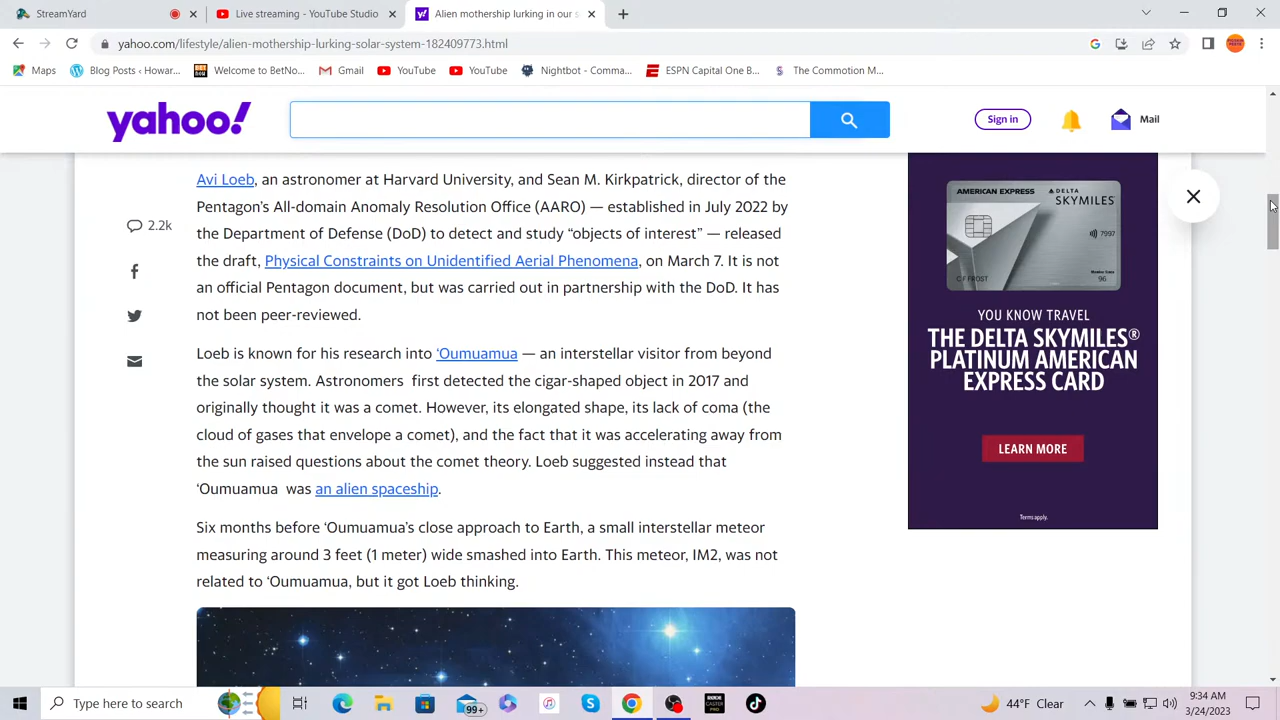 StreamYard
Live streaming - YouTube Studio
Alien mothership lurking in our s
yahoo.com/lifestyle/alien-mothership-lurking-solar-system-182409773.html
Maps
Blog Posts ‹ Howar...
Welcome to BetNo...
Gmail
YouTube
YouTube
Nightbot - Comma...
ESPN Capital One B...
The Commotion M...
yahoo!
Sign in
Mail
Avi Loeb, an astronomer at Harvard University, and Sean M. Kirkpatrick, director of the
Pentagon's All-domain Anomaly Resolution Office (AARO) — established in July 2022 by
the Department of Defense (DoD) to detect and study “objects of interest” — released
the draft, Physical Constraints on Unidentified Aerial Phenomena, on March 7. It is not
an official Pentagon document, but was carried out in partnership with the DoD. It has
not been peer-reviewed.
2.2k
Loeb is known for his research into ‘Oumuamua — an interstellar visitor from beyond
the solar system. Astronomers first detected the cigar-shaped object in 2017 and
originally thought it was a comet. However, its elongated shape, its lack of coma (the
cloud of gases that envelope a comet), and the fact that it was accelerating away from
the sun raised questions about the comet theory. Loeb suggested instead that
‘Oumuamua was an alien spaceship.
Six months before ‘Oumuamua’s close approach to Earth, a small interstellar meteor
measuring around 3 feet (1 meter) wide smashed into Earth. This meteor, IM2, was not
related to ‘Oumuamua, but it got Loeb thinking.
AMERICAN EXPRESS
DELTA
SKYMILES
7997
C F FROST
96
YOU KNOW TRAVEL
THE DELTA SKYMILES®
PLATINUM AMERICAN
EXPRESS CARD
LEARN MORE
Terms apply.
Type here to search
99+
44°F Clear
9:34 AM
3/24/2023